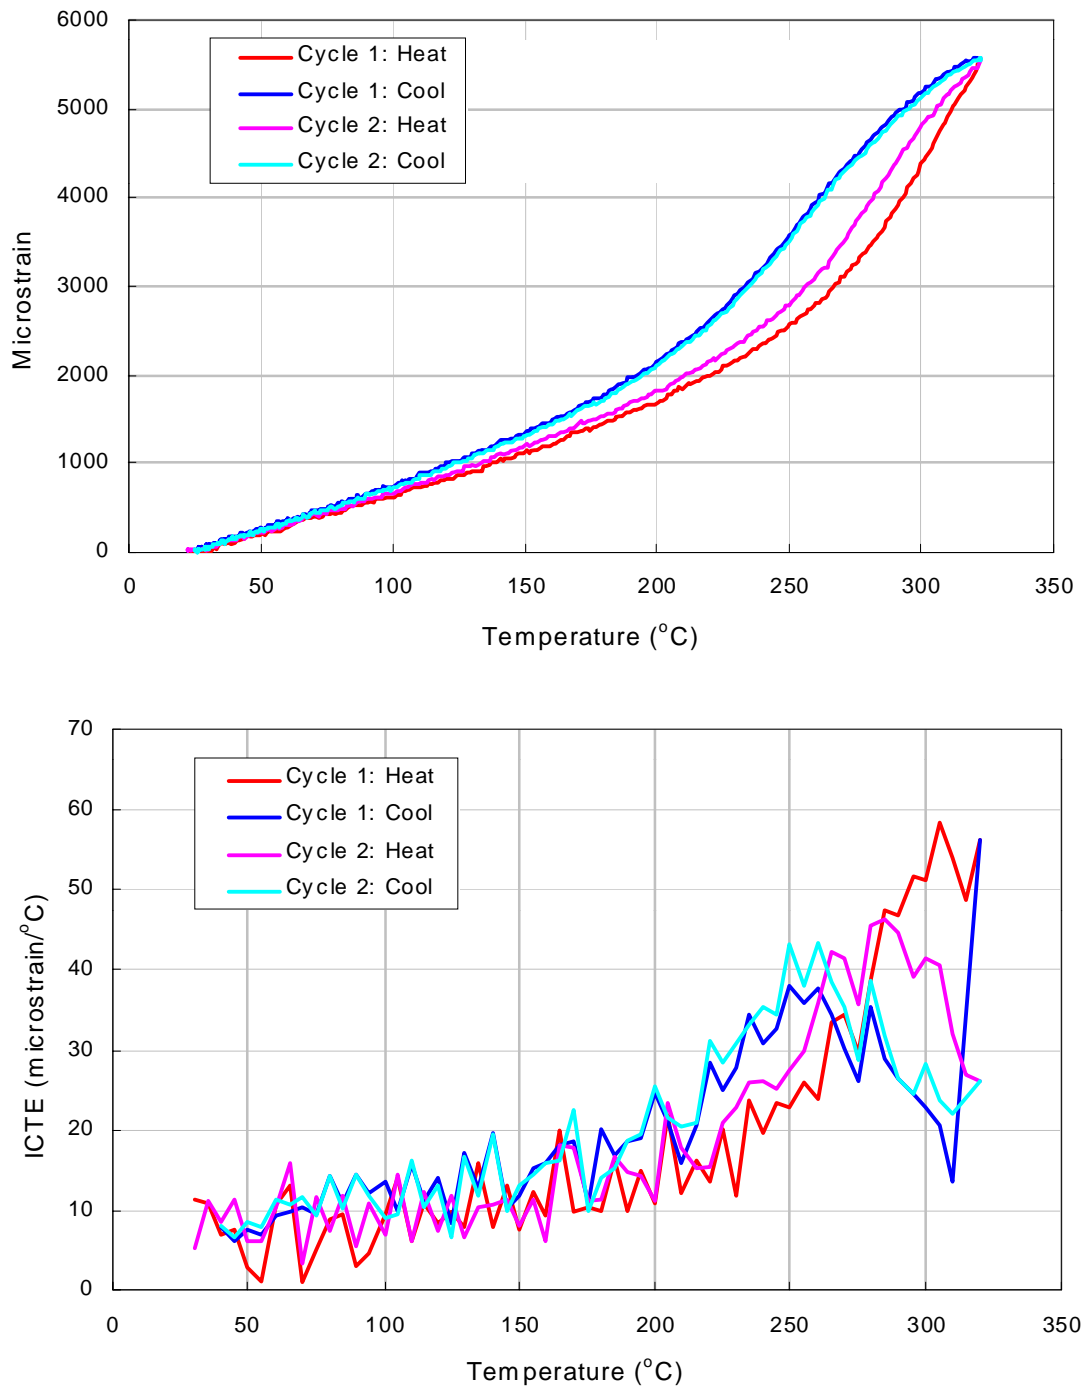 6000
5000
4000
3000
2000
1000
0
Microstrain
Cycle 1: Heat
Cycle 1: Cool
Cycle 2: Heat
Cycle 2: Cool
0 50 100 150 200 250 300 350
Temperature (°C)
70
60
50
40
30
20
10
0
ICTE (microstrain/°C)
Cycle 1: Heat
Cycle 1: Cool
Cycle 2: Heat
Cycle 2: Cool
0 50 100 150 200 250 300 350
Temperature (°C)